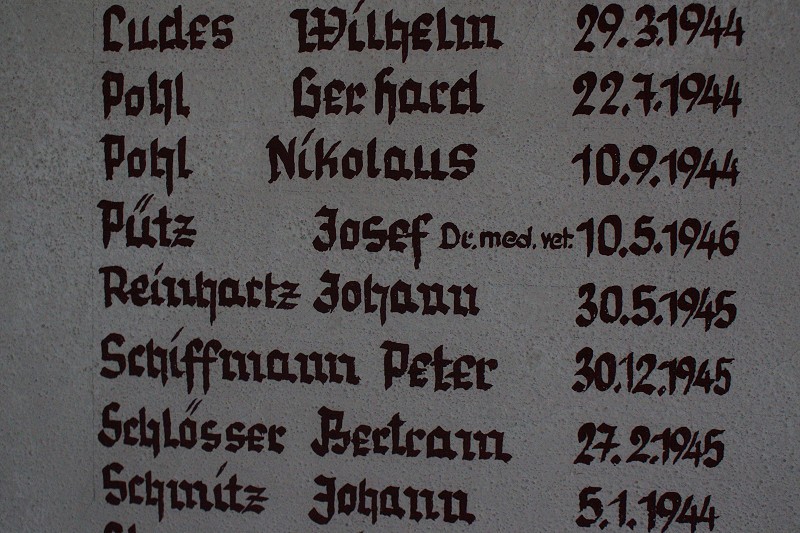 Ludes Wilhelm 29.3.1944
Pohl Gerhard 22.7.1944
Pohl Nikolaus 10.9.1944
Pütz Josef Dr. med. vet. 10.5.1946
Reinhartz Johann 30.5.1945
Schiffmann Peter 30.12.1945
Schlösser Bertram 27.2.1945
Schmitz Johann 5.1.1944